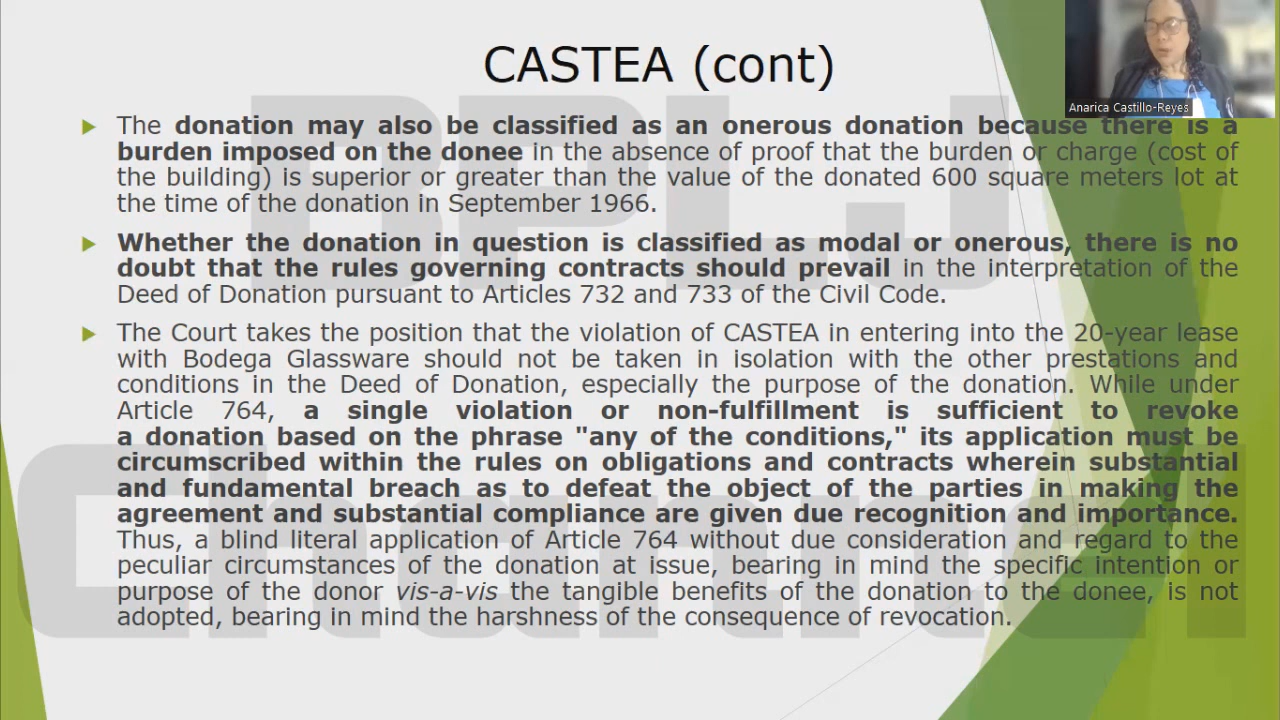 CASTEA (cont)
Anarica Castillo-Reyes
The donation may also be classified as an onerous donation because there is a
burden imposed on the donee in the absence of proof that the burden or charge (cost of
the building) is superior or greater than the value of the donated 600 square meters lot at
the time of the donation in September 1966.
Whether the donation in question is classified as modal or onerous, there is no
doubt that the rules governing contracts should prevail in the interpretation of the
Deed of Donation pursuant to Articles 732 and 733 of the Civil Code.
The Court takes the position that the violation of CASTEA in entering into the 20-year lease
with Bodega Glassware should not be taken in isolation with the other prestations and
conditions in the Deed of Donation, especially the purpose of the donation. While under
Article 764, a single violation or non-fulfillment is sufficient to revoke
a donation based on the phrase "any of the conditions," its application must be
circumscribed within the rules on obligations and contracts wherein substantial
and fundamental breach as to defeat the object of the parties in making the
agreement and substantial compliance are given due recognition and importance.
Thus, a blind literal application of Article 764 without due consideration and regard to the
peculiar circumstances of the donation at issue, bearing in mind the specific intention or
purpose of the donor vis-a-vis the tangible benefits of the donation to the donee, is not
adopted, bearing in mind the harshness of the consequence of revocation.
BPLJ
Channel